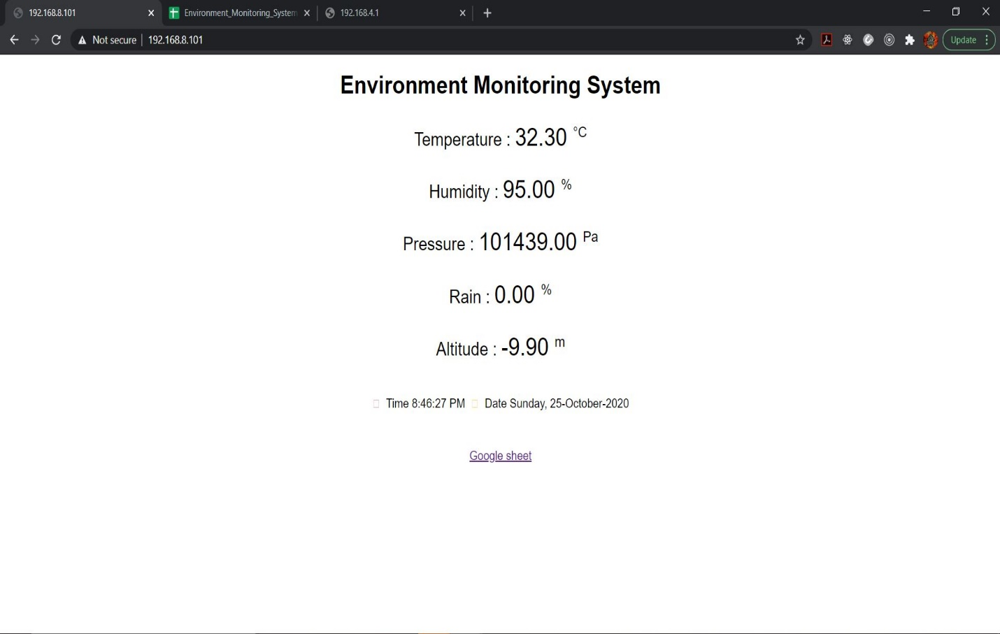 192.168.8.101
Environment_Monitoring_System
192.168.4.1
Not secure
192.168.8.101
Update
Environment Monitoring System
Temperature : 32.30 °C
Humidity : 95.00 %
Pressure : 101439.00 Pa
Rain : 0.00 %
Altitude : -9.90 m
Time 8:46:27 PM Date Sunday, 25-October-2020
Google sheet